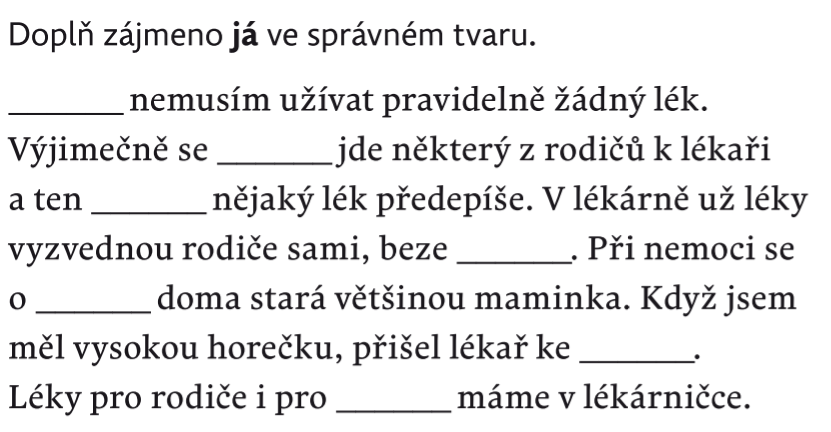 Doplň zájmeno já ve správném tvaru.
_______ nemusím užívat pravidelně žádný lék.
Výjimečně se _______ jde některý z rodičů k lékaři
a ten _______ nějaký lék předepíše. V lékárně už léky
vyzvednou rodiče sami, beze _______. Při nemoci se
o _______ doma stará většinou maminka. Když jsem
měl vysokou horečku, přišel lékař ke _______.
Léky pro rodiče i pro _______ máme v lékárničce.